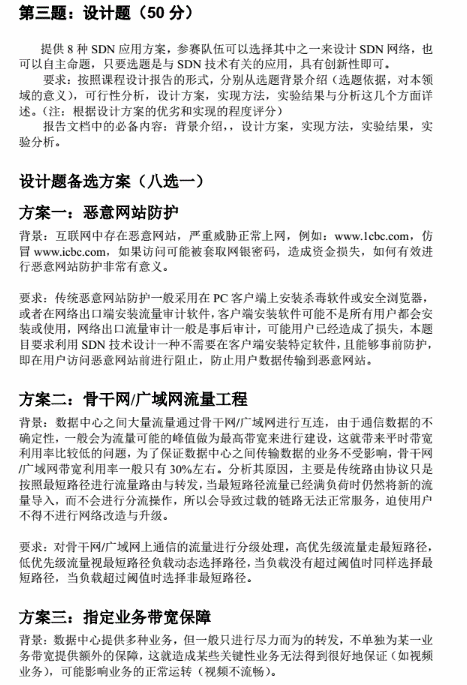 第三题：设计题（50 分）
提供 8 种 SDN 应用方案，参赛队伍可以选择其中之一来设计 SDN 网络，也
可以自主命题，只要选题是与 SDN 技术有关的应用，具有创新性即可。
要求：按照课程设计报告的形式，分别从选题背景介绍（选题依据，对本领
域的意义），可行性分析，设计方案，实现方法，实验结果与分析这几个方面详
述。（注：根据设计方案的优劣和实现的程度评分）
报告文档中的必备内容：背景介绍，，设计方案，实现方法，实验结果，实
验分析。
设计题备选方案（八选一）
方案一：恶意网站防护
背景：互联网中存在恶意网站，严重威胁正常上网，例如：www.1cbc.com，仿
冒 www.icbc.com，如果访问可能被套取网银密码，造成资金损失，如何有效进
行恶意网站防护非常有意义。
要求：传统恶意网站防护一般采用在 PC 客户端上安装杀毒软件或安全浏览器，
或者在网络出口端安装流量审计软件，客户端安装软件可能不是所有用户都会安
装或使用，网络出口流量审计一般是事后审计，可能用户已经造成了损失，本题
目要求利用 SDN 技术设计一种不需要在客户端安装特定软件，且能够事前防护，
即在用户访问恶意网站前进行阻止，防止用户数据传输到恶意网站。
方案二：骨干网/广域网流量工程
背景：数据中心之间大量流量通过骨干网/广域网进行互连，由于通信数据的不
确定性，一般会为流量可能的峰值做为最高带宽来进行建设，这就带来平时带宽
利用率比较低的问题，为了保证数据中心之间传输数据的业务不受影响，骨干网
/广域网带宽利用率一般只有 30%左右。分析其原因，主要是传统路由协议只是
按照最短路径进行流量路由与转发，当最短路径流量已经满负荷时仍然将新的流
量导入，而不会进行分流操作，所以会导致过载的链路无法正常服务，迫使用户
不得不进行网络改造与升级。
要求：对骨干网/广域网上通信的流量进行分级处理，高优先级流量走最短路径，
低优先级流量视最短路径负载动态选择路径，当负载没有超过阈值时同样选择最
短路径，当负载超过阈值时选择非最短路径。
方案三：指定业务带宽保障
背景：数据中心提供多种业务，但一般只进行尽力而为的转发，不单独为某一业
务带宽提供额外的保障，这就造成某些关键性业务无法得到很好地保证（如视频
业务），可能影响业务的正常运转（视频不流畅）。